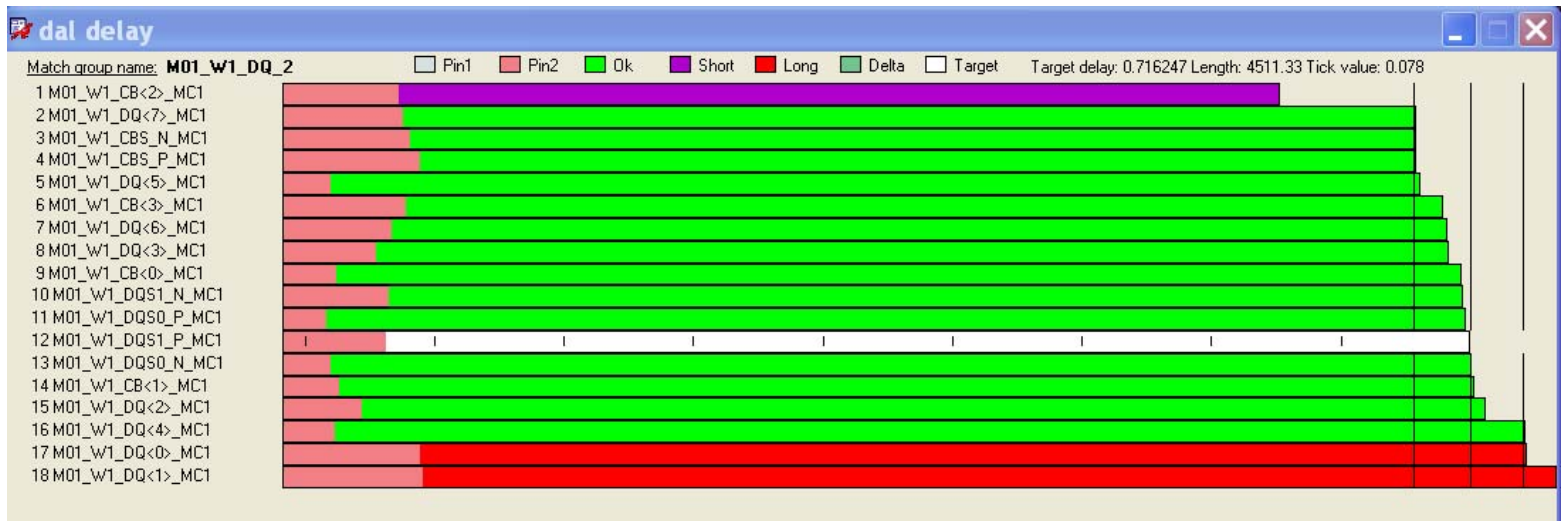 dal delay
Match group name: M01_W1_DQ_2 Pin1 Pin2 Ok Short Long Delta Target Target delay: 0.716247 Length: 4511.33 Tick value: 0.078
1 M01_W1_CB<2>_MC1
2 M01_W1_DQ<7>_MC1
3 M01_W1_CBS_N_MC1
4 M01_W1_CBS_P_MC1
5 M01_W1_DQ<5>_MC1
6 M01_W1_CB<3>_MC1
7 M01_W1_DQ<6>_MC1
8 M01_W1_DQ<3>_MC1
9 M01_W1_CB<0>_MC1
10 M01_W1_DQS1_N_MC1
11 M01_W1_DQS0_P_MC1
12 M01_W1_DQS1_P_MC1
13 M01_W1_DQS0_N_MC1
14 M01_W1_CB<1>_MC1
15 M01_W1_DQ<2>_MC1
16 M01_W1_DQ<4>_MC1
17 M01_W1_DQ<0>_MC1
18 M01_W1_DQ<1>_MC1